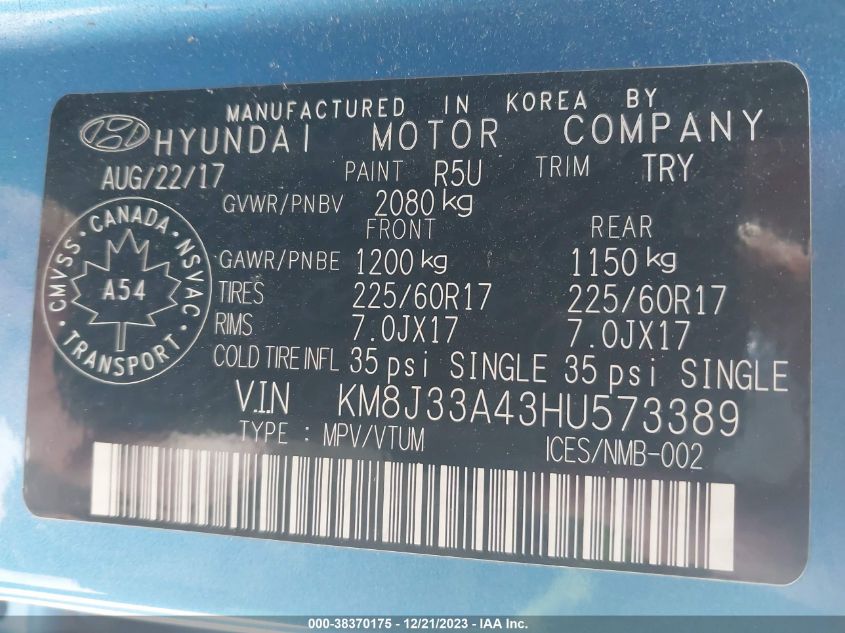 MANUFACTURED IN KOREA BY
HYUNDAI MOTOR COMPANY
AUG/22/17 PAINT R5U TRIM TRY
GVWR/PNBV 2080 kg
FRONT REAR
GAWR/PNBE 1200 kg 1150 kg
TIRES 225/60R17 225/60R17
RIMS 7.0JX17 7.0JX17
COLD TIRE INFL 35 psi SINGLE 35 psi SINGLE
V.I.N KM8J33A43HU573389
TYPE : MPV/VTUM ICES/NMB-002
CMVSS • CANADA • NSVAC • TRANSPORT •
A54
000-38370175 - 12/21/2023 - IAA Inc.